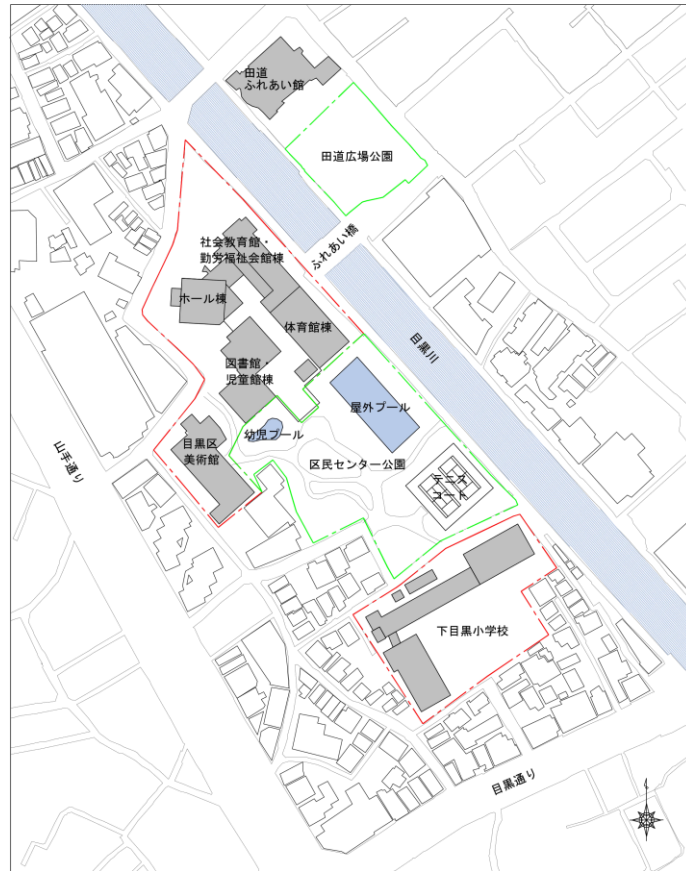 田道
ふれあい館
田道広場公園
社会教育館・
勤労福祉会館棟
ふれあい橋
ホール棟
体育館棟
目黒川
図書館・
児童館棟
屋外プール
山手通り
幼児プール
目黒区
美術館
区民センター公園
テニス
コート
下目黒小学校
目黒通り